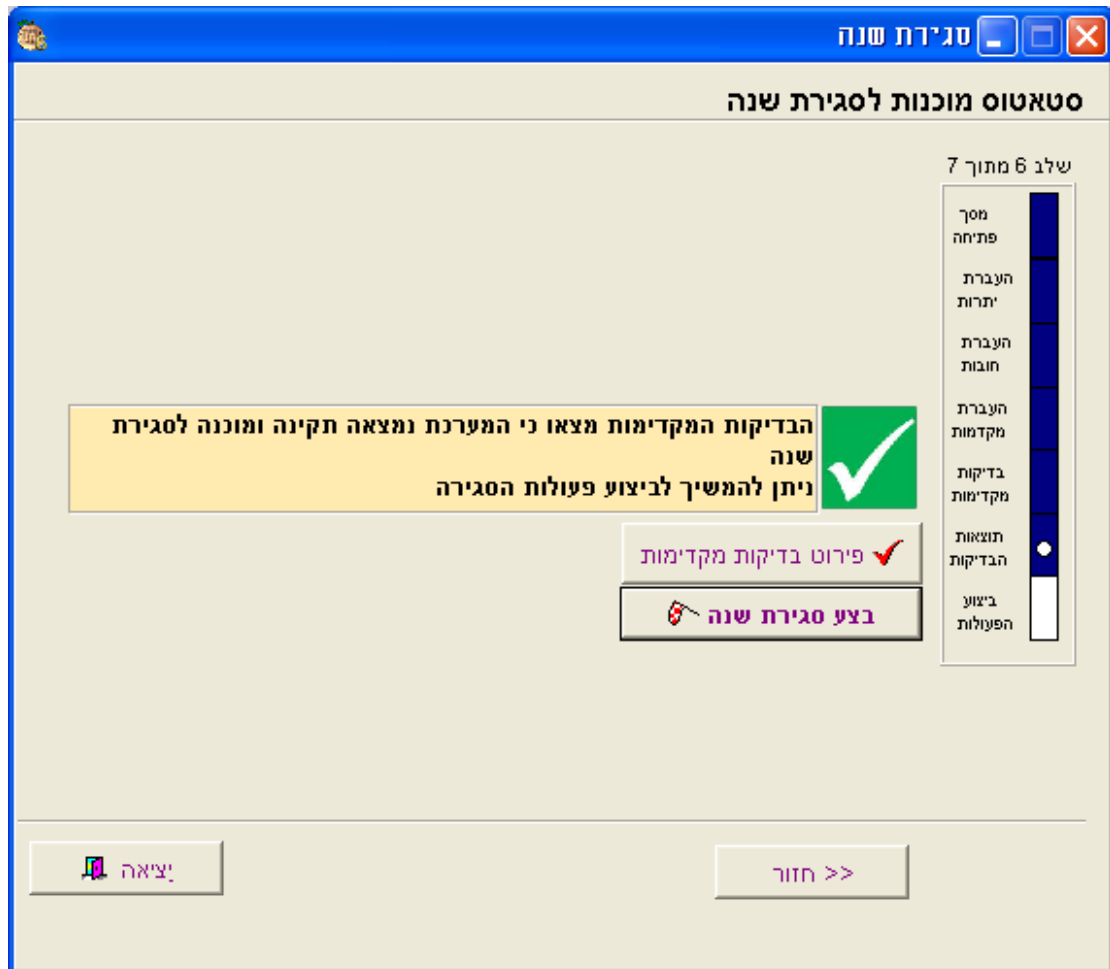 סגירת שנה
סטאטוס מוכנות לסגירת שנה
שלב 6 מתוך 7
מסך
פתיחה
העברת
יתרות
העברת
חובות
העברת
מקדמות
בדיקות
מקדימות
תוצאות
הבדיקות
ביצוע
הפעולות
הבדיקות המקדימות מצאו כי המערכת נמצאה תקינה ומוכנה לסגירת
שנה
ניתן להמשיך לביצוע פעולות הסגירה
פירוט בדיקות מקדימות
בצע סגירת שנה
<< חזור
יציאה